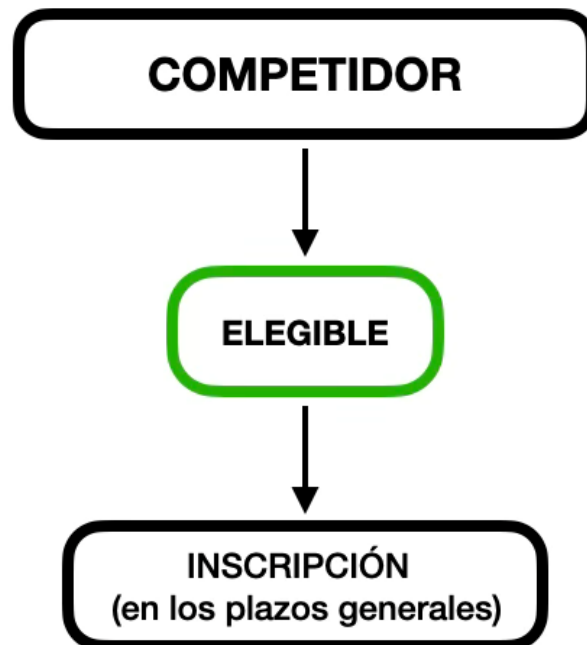 COMPETIDOR
ELEGIBLE
INSCRIPCIÓN
(en los plazos generales)